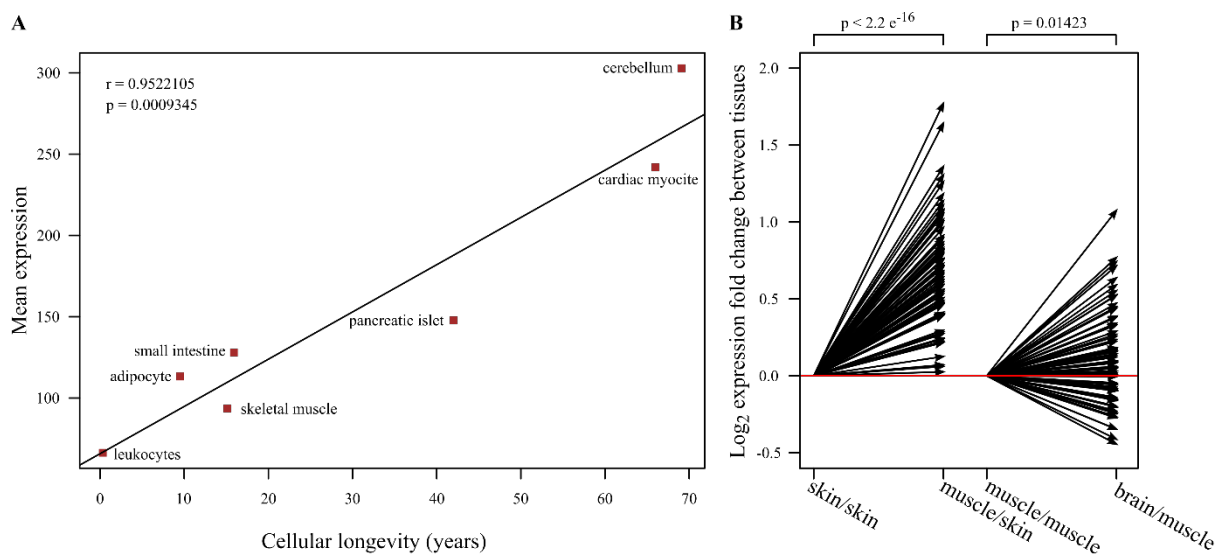 A
r = 0.9522105
p = 0.0009345
Mean expression
300
250
200
150
100
cerebellum
cardiac myocite
pancreatic islet
small intestine
adipocyte
skeletal muscle
leukocytes
0 10 20 30 40 50 60 70
Cellular longevity (years)
B
p < 2.2 e-16
p = 0.01423
Log2 expression fold change between tissues
2.0
1.5
1.0
0.5
0.0
-0.5
skin/skin
muscle/skin
muscle/muscle
brain/muscle